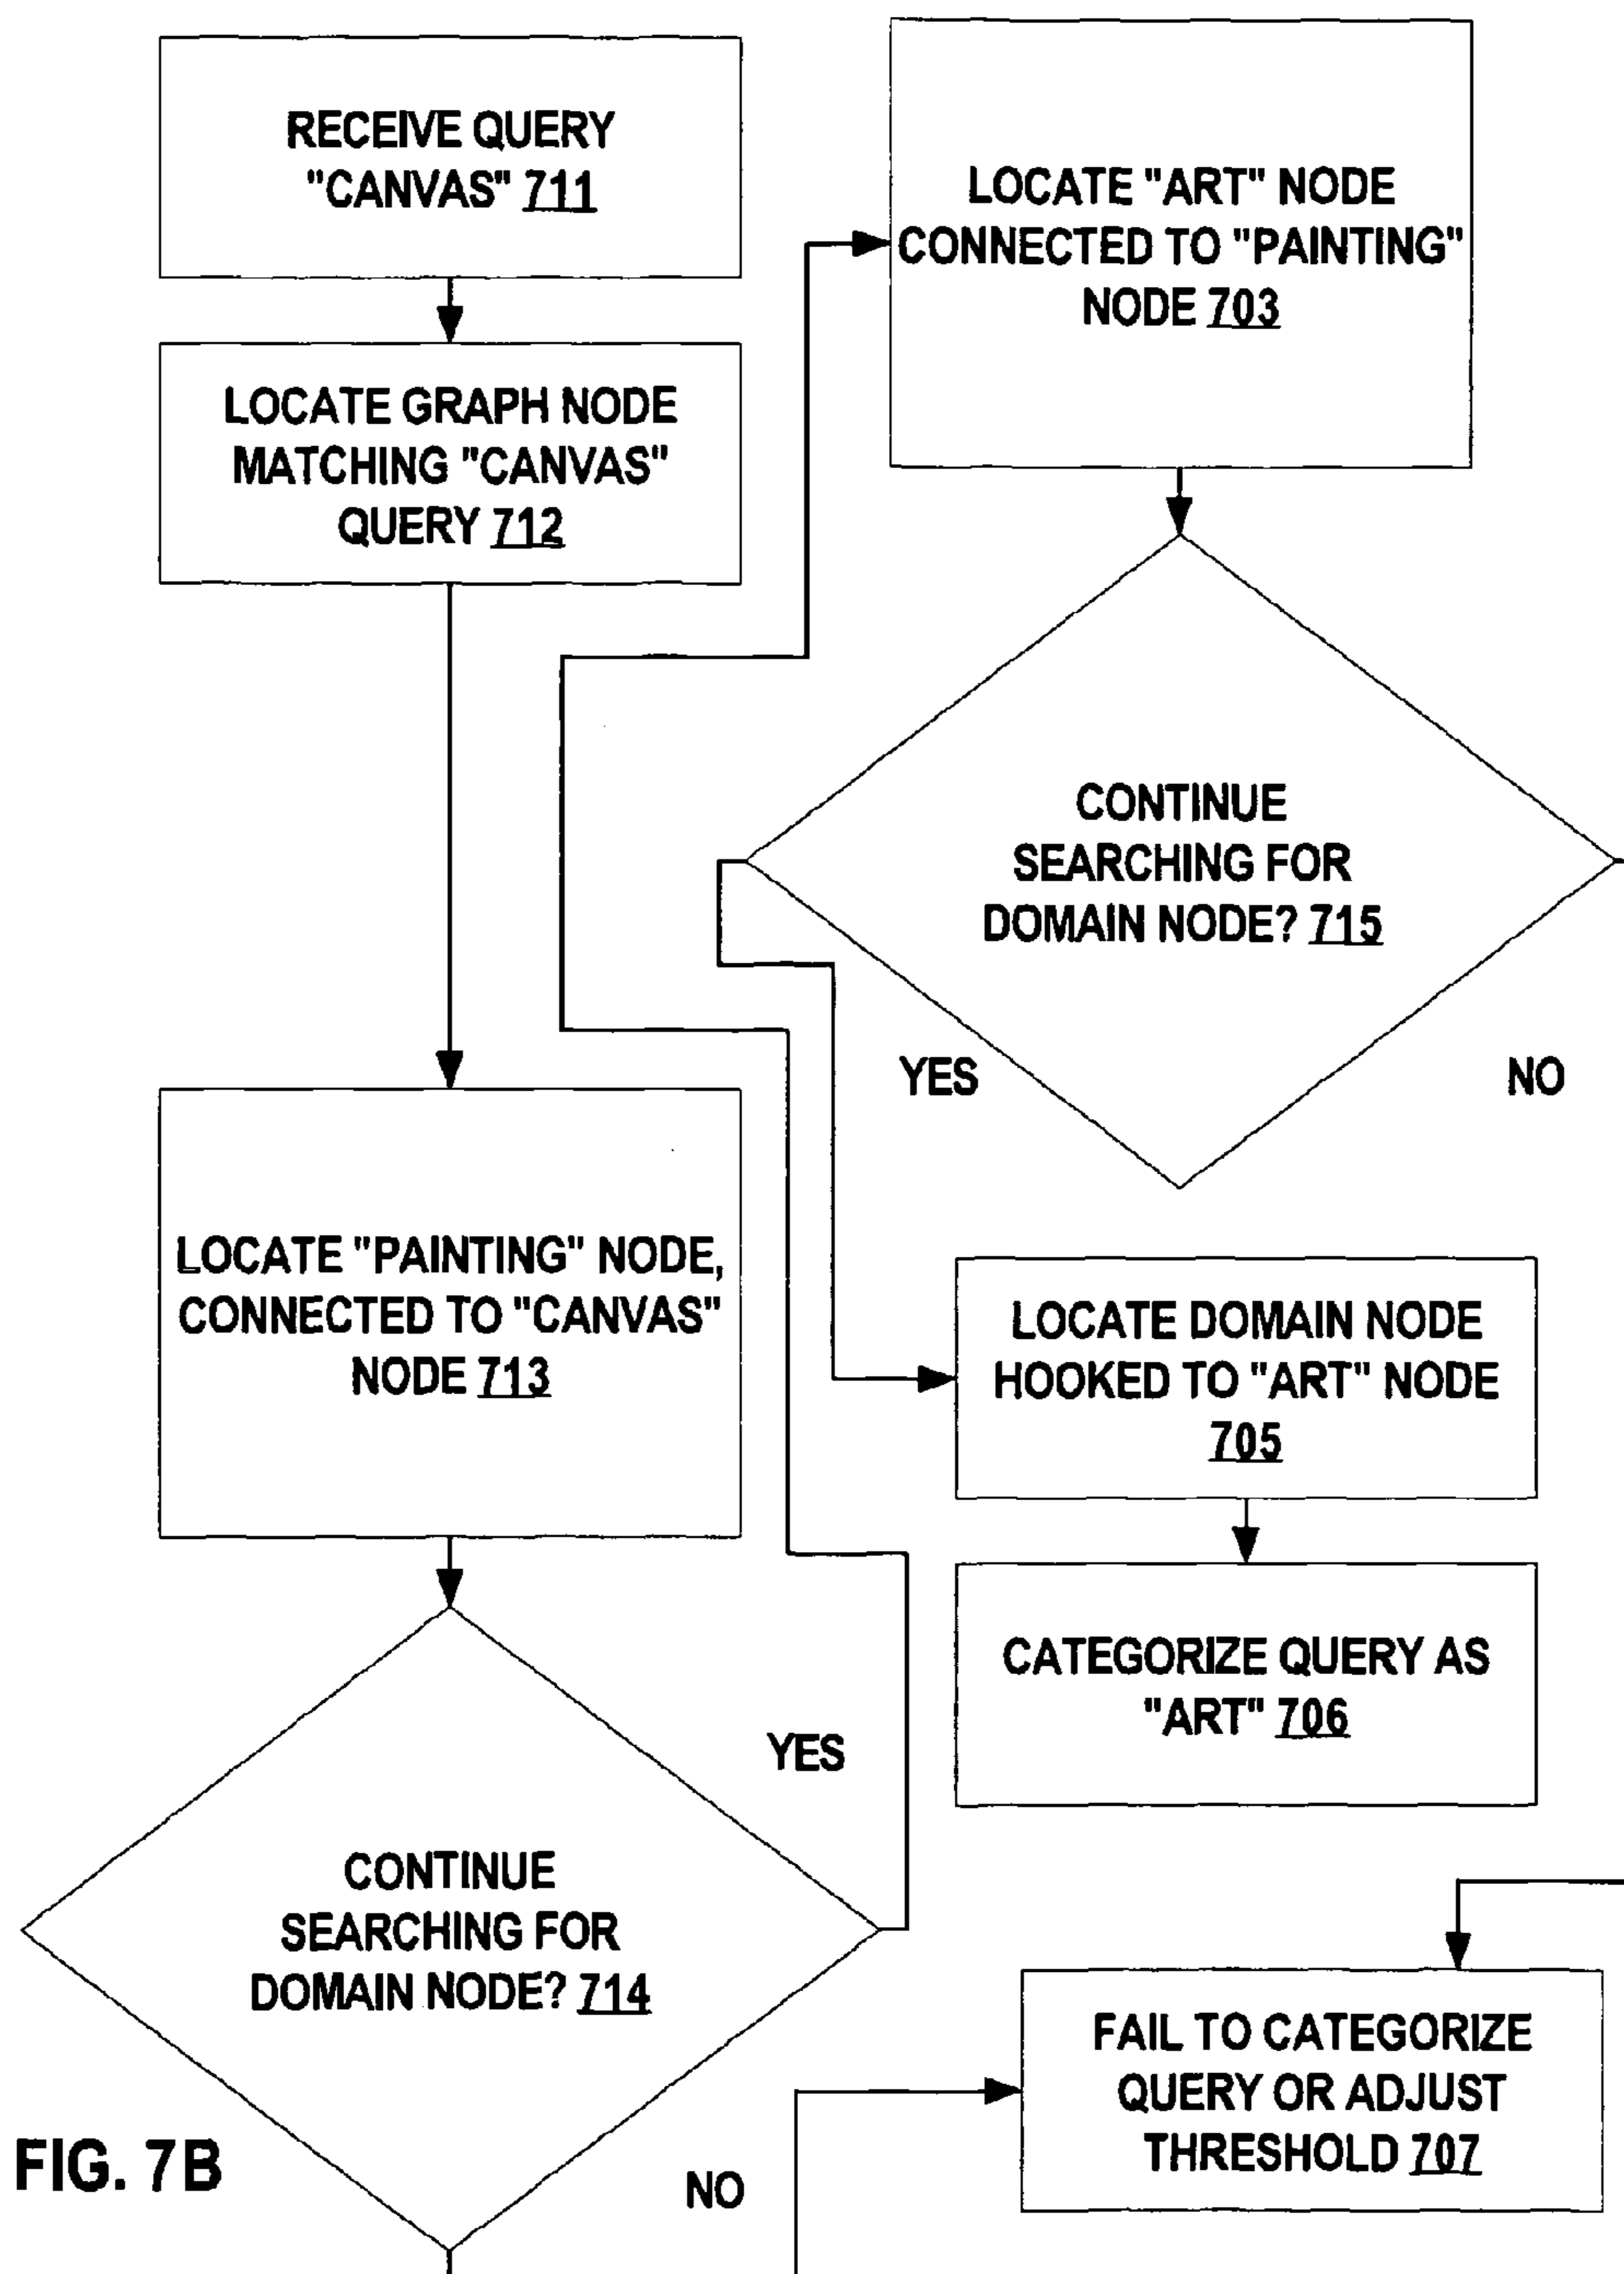 RECEIVE QUERY
"CANVAS" 711
LOCATE GRAPH NODE
MATCHING "CANVAS"
QUERY 712
LOCATE "PAINTING" NODE,
CONNECTED TO "CANVAS"
NODE 713
CONTINUE
SEARCHING FOR
DOMAIN NODE? 714
YES
NO
LOCATE "ART" NODE
CONNECTED TO "PAINTING"
NODE 703
CONTINUE
SEARCHING FOR
DOMAIN NODE? 715
YES
NO
LOCATE DOMAIN NODE
HOOKED TO "ART" NODE
705
CATEGORIZE QUERY AS
"ART" 706
FAIL TO CATEGORIZE
QUERY OR ADJUST
THRESHOLD 707
FIG. 7B